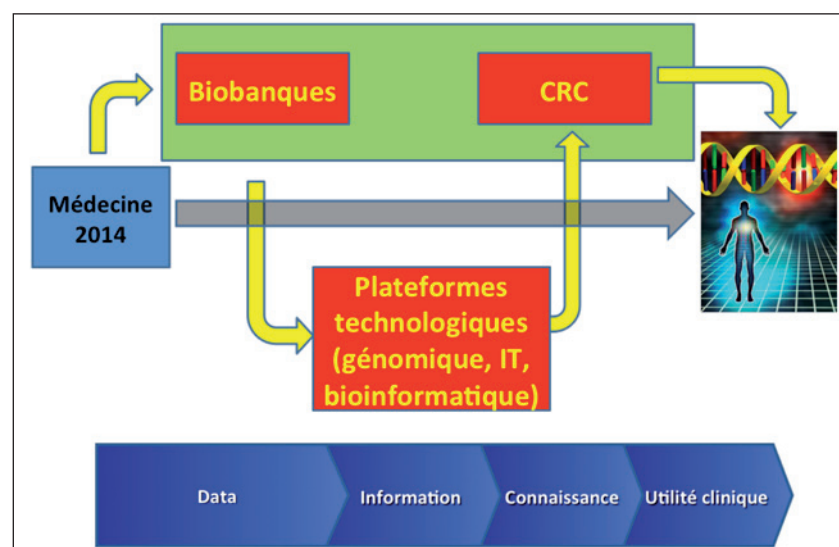 Biobanques
CRC
Médecine
2014
Plateformes
technologiques
(génomique, IT,
bioinformatique)
Data
Information
Connaissance
Utilité clinique